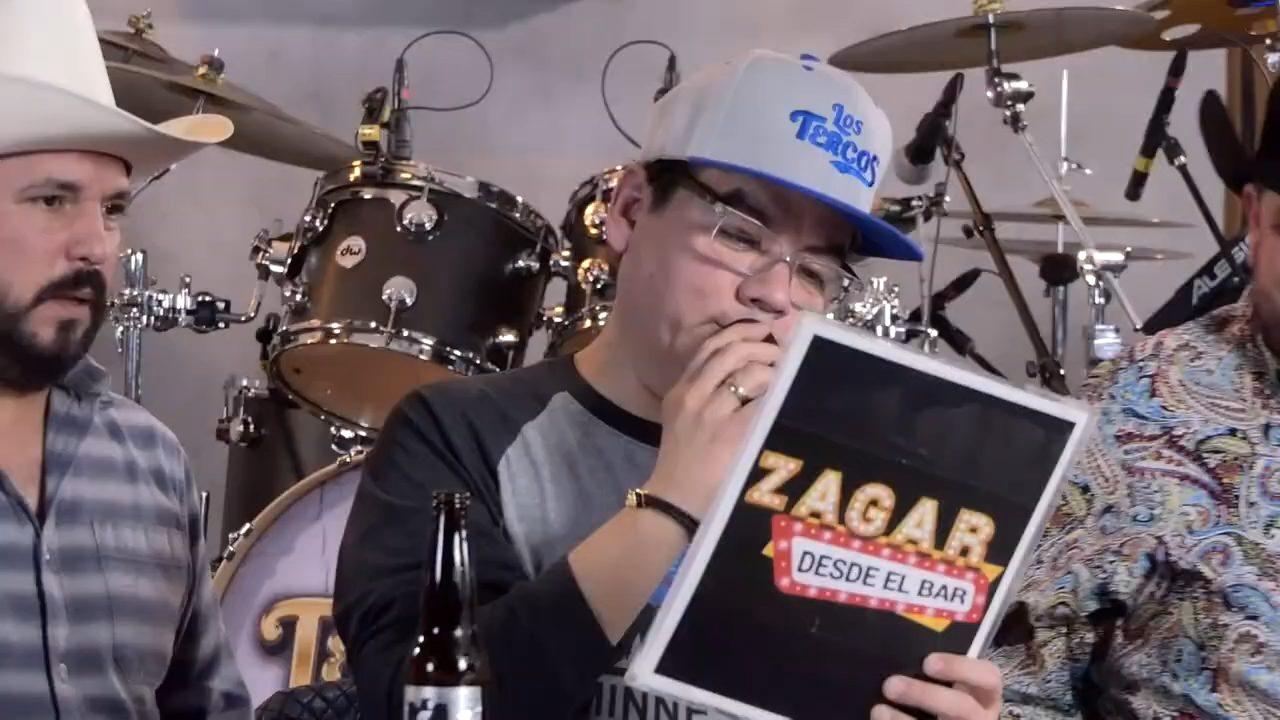 LOS
TERCOS
dw
ALESIS
ZAGAR
DESDE EL BAR